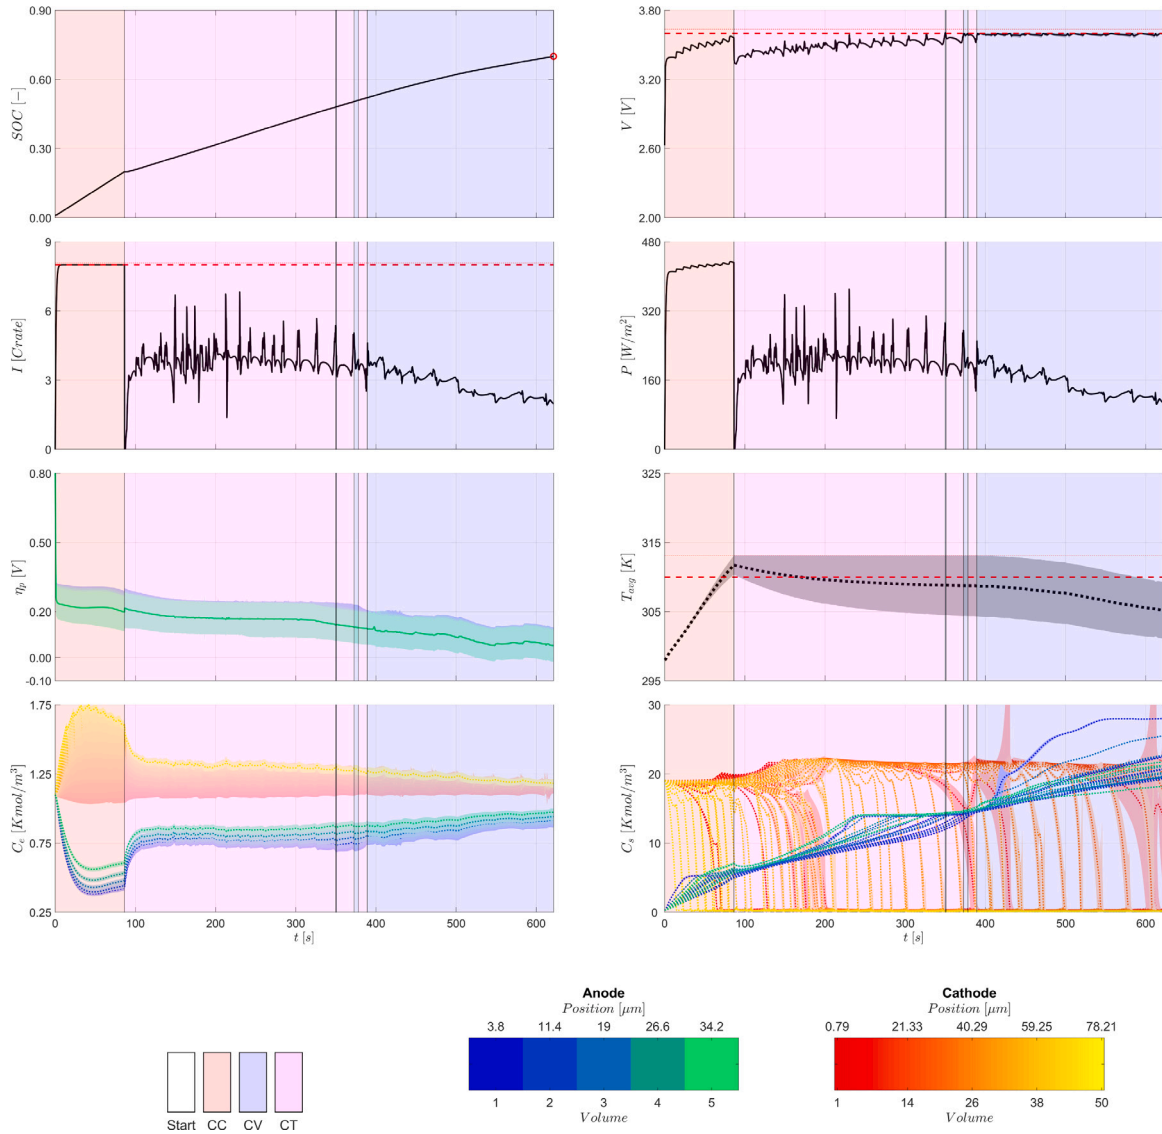 0.90
0.60
0.30
0.00
SOC [−]
3.80
3.20
2.60
2.00
V [V]
9
6
3
0
I [Crate]
480
320
160
0
P [W/m²]
0.80
0.50
0.20
0.00
-0.10
η_p [V]
325
315
305
295
T_avg [K]
1.75
1.25
0.75
0.25
C_e [Kmol/m³]
0 100 200 300 400 500 600
t [s]
30
20
10
0
C_s [Kmol/m³]
0 100 200 300 400 500 600
t [s]
Anode
Position [μm]
3.8 11.4 19 26.6 34.2
1 2 3 4 5
Volume
Cathode
Position [μm]
0.79 21.33 40.29 59.25 78.21
1 14 26 38 50
Volume
Start CC CV CT